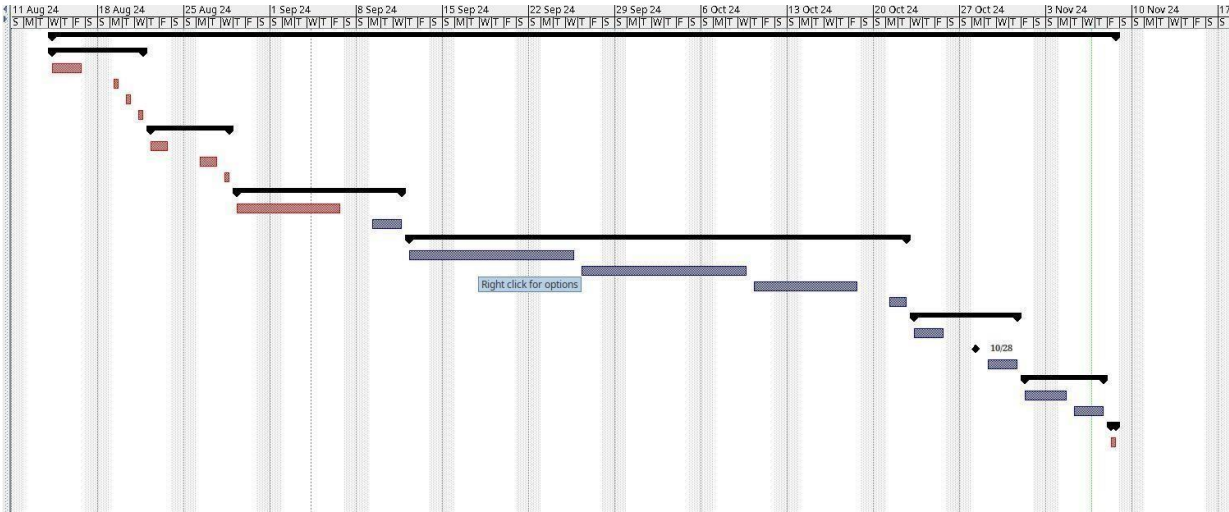 11 Aug 24 18 Aug 24 25 Aug 24 1 Sep 24 8 Sep 24 15 Sep 24 22 Sep 24 29 Sep 24 6 Oct 24 13 Oct 24 20 Oct 24 27 Oct 24 3 Nov 24 10 Nov 24 17
S M T W T F S S M T W T F S S M T W T F S S M T W T F S S M T W T F S S M T W T F S S M T W T F S S M T W T F S S M T W T F S S M T W T F S S M T W T F S S M T W T F S S M T W T F S S M T W T F S
Right click for options
10/28